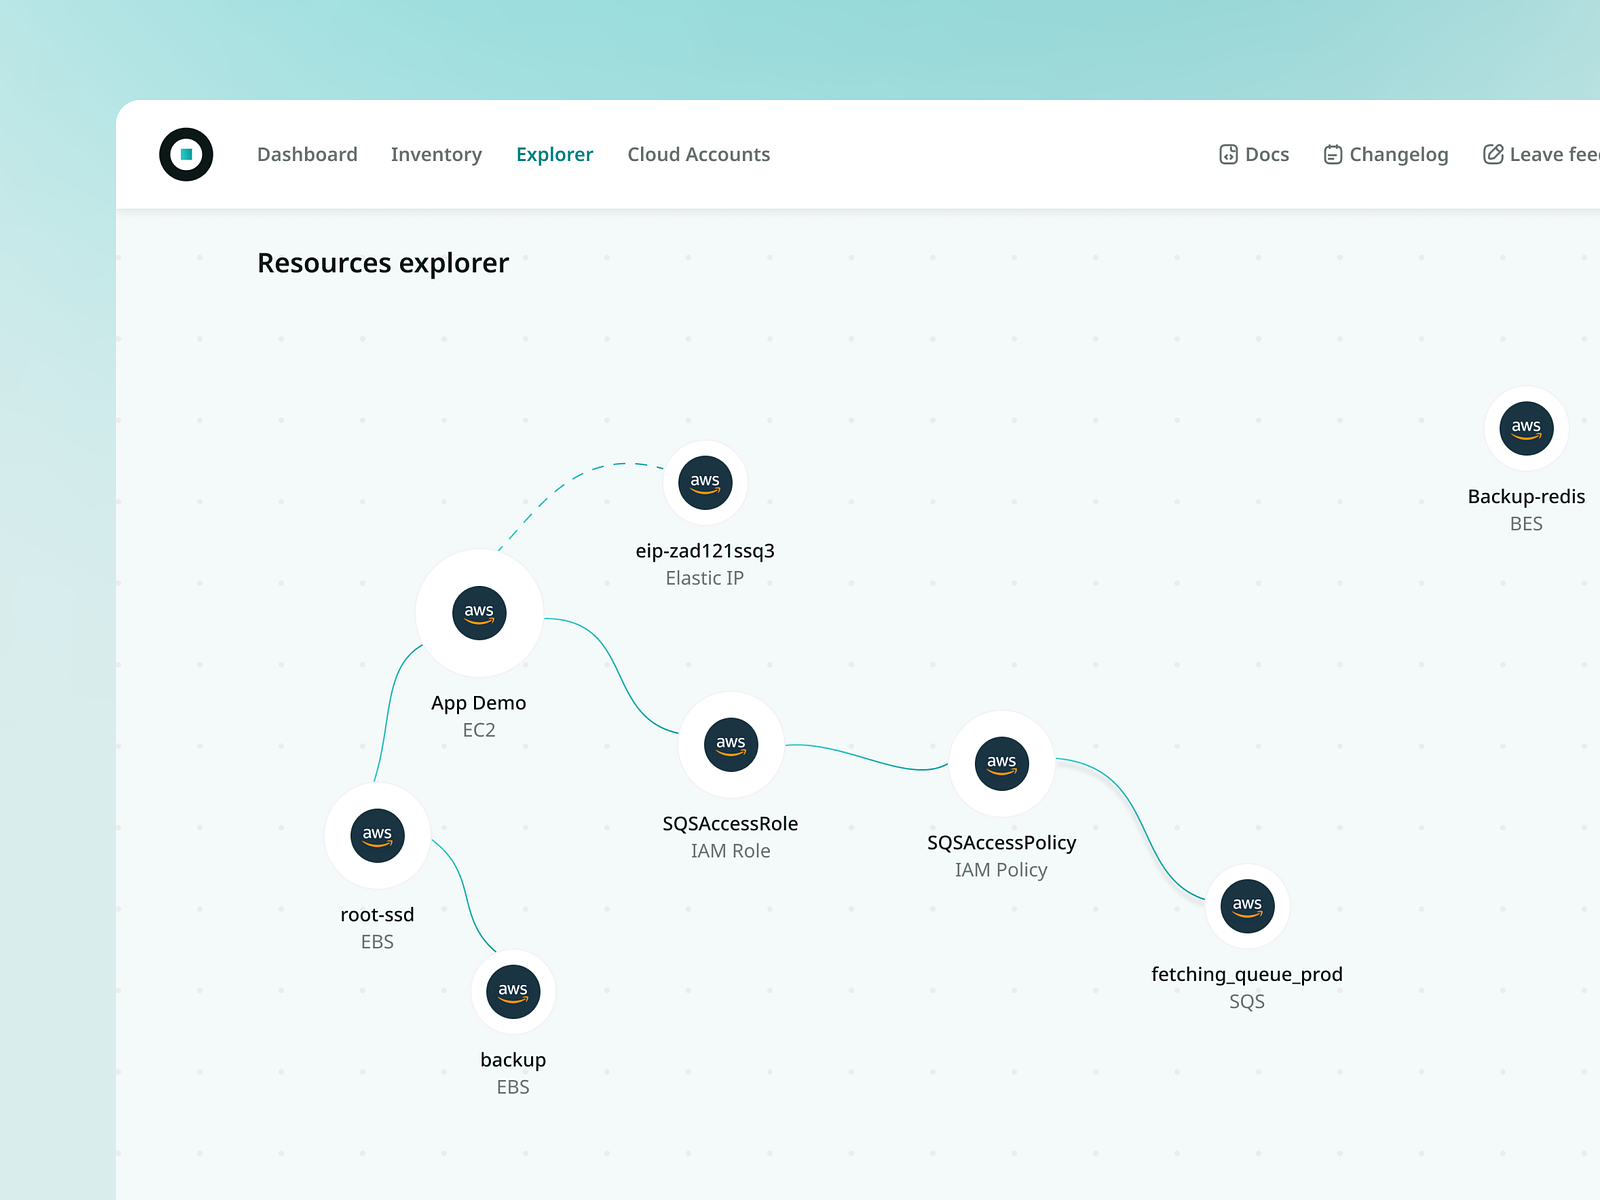 Dashboard Inventory Explorer Cloud Accounts Docs Changelog Leave
Resources explorer
aws
Backup-redis
BES
aws
eip-zad121ssq3
Elastic IP
aws
App Demo
EC2
aws
SQSAccessRole
IAM Role
aws
SQSAccessPolicy
IAM Policy
aws
root-ssd
EBS
aws
fetching_queue_prod
SQS
aws
backup
EBS